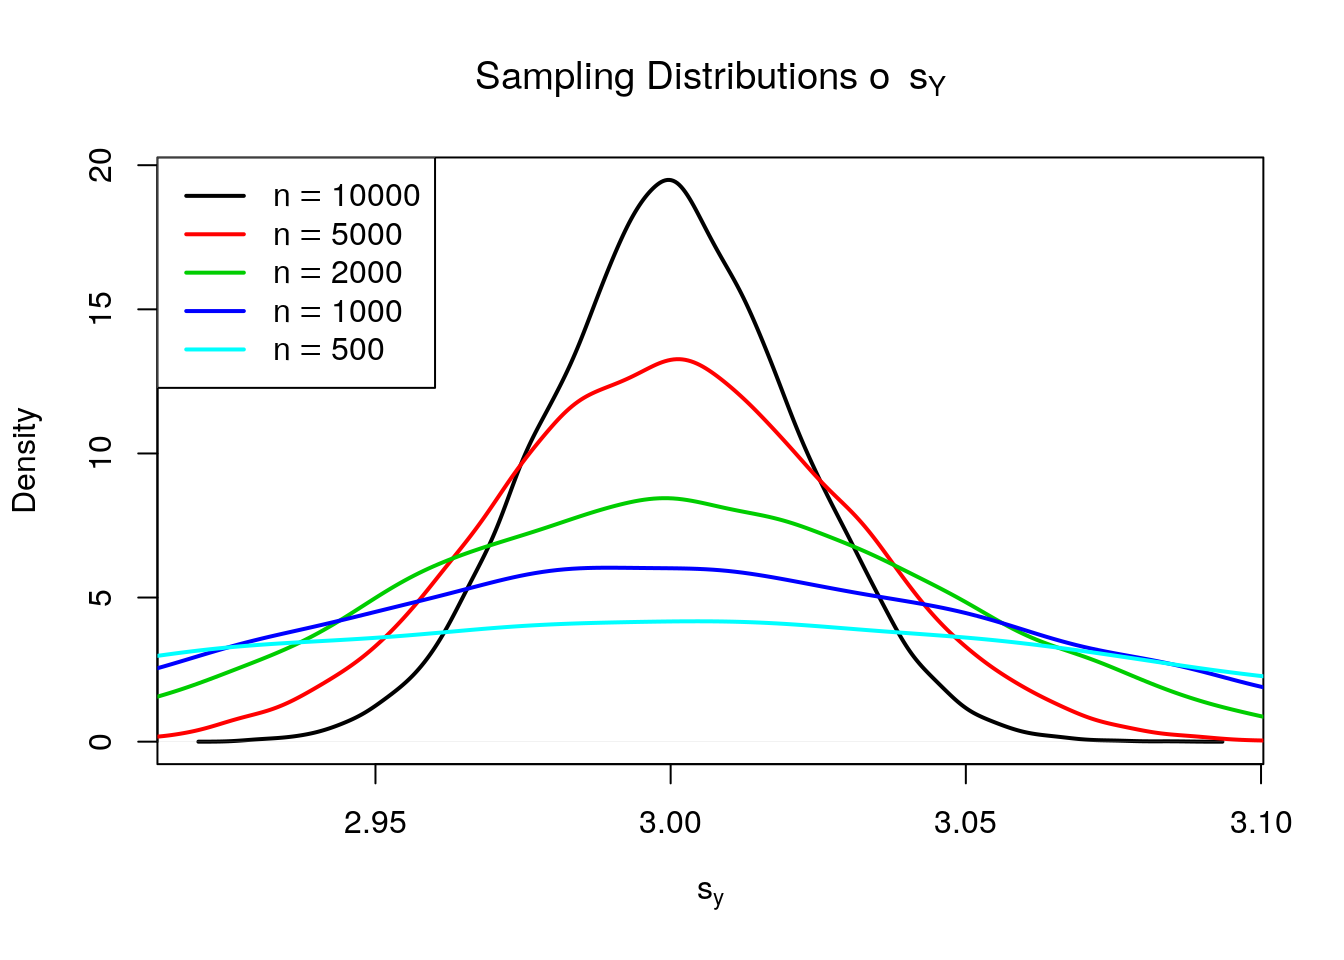 Sampling Distributions o s_Y
20
15
10
5
0
Density
n = 10000
n = 5000
n = 2000
n = 1000
n = 500
2.95 3.00 3.05 3.10
s_y